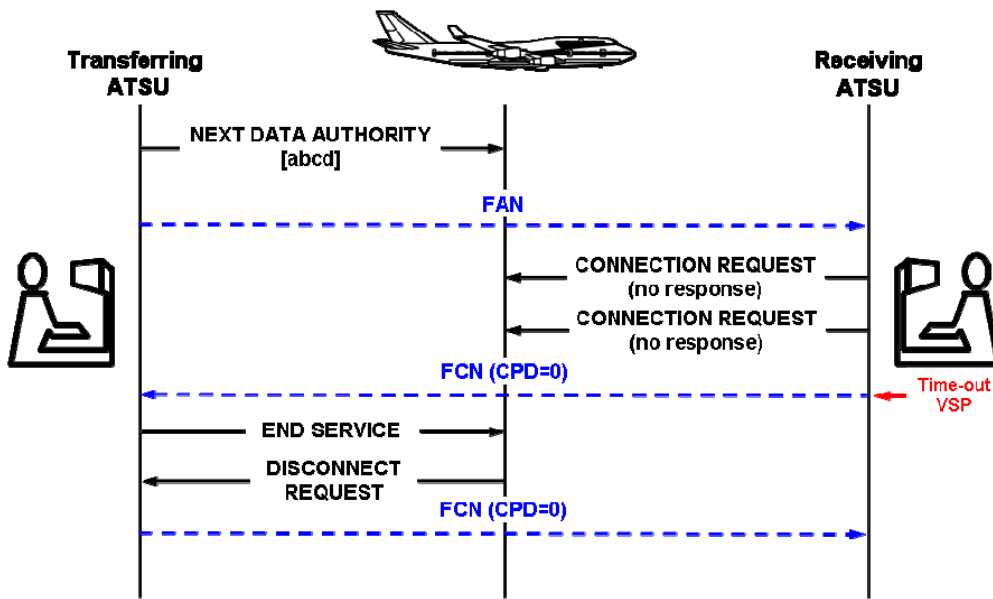 Transferring
ATSU
Receiving
ATSU
NEXT DATA AUTHORITY
[abcd]
FAN
CONNECTION REQUEST
(no response)
CONNECTION REQUEST
(no response)
FCN (CPD=0)
Time-out
VSP
END SERVICE
DISCONNECT
REQUEST
FCN (CPD=0)